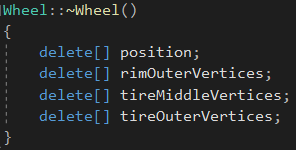 Wheel::~Wheel()
{
    delete[] position;
    delete[] rimOuterVertices;
    delete[] tireMiddleVertices;
    delete[] tireOuterVertices;
}